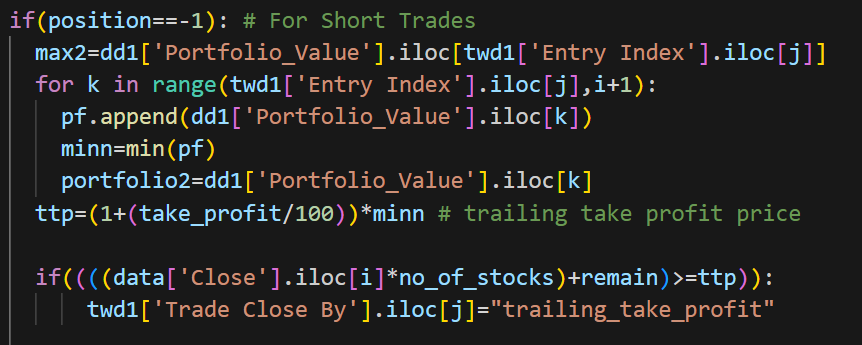 if(position==-1): # For Short Trades
max2=dd1['Portfolio_Value'].iloc[twd1['Entry Index'].iloc[j]]
for k in range(twd1['Entry Index'].iloc[j],i+1):
pf.append(dd1['Portfolio_Value'].iloc[k])
minn=min(pf)
portfolio2=dd1['Portfolio_Value'].iloc[k]
ttp=(1+(take_profit/100))*minn # trailing take profit price
if((((data['Close'].iloc[i]*no_of_stocks)+remain)>=ttp)):
twd1['Trade Close By'].iloc[j]="trailing_take_profit"